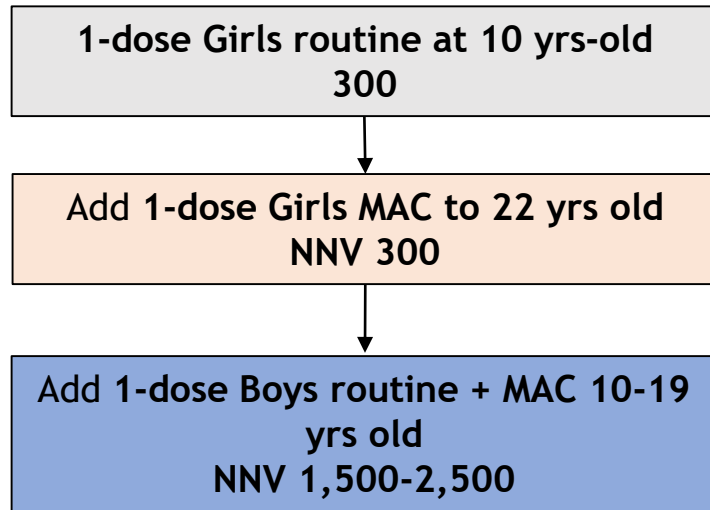 1-dose Girls routine at 10 yrs-old
300
Add 1-dose Girls MAC to 22 yrs old
NNV 300
Add 1-dose Boys routine + MAC 10-19
yrs old
NNV 1,500-2,500